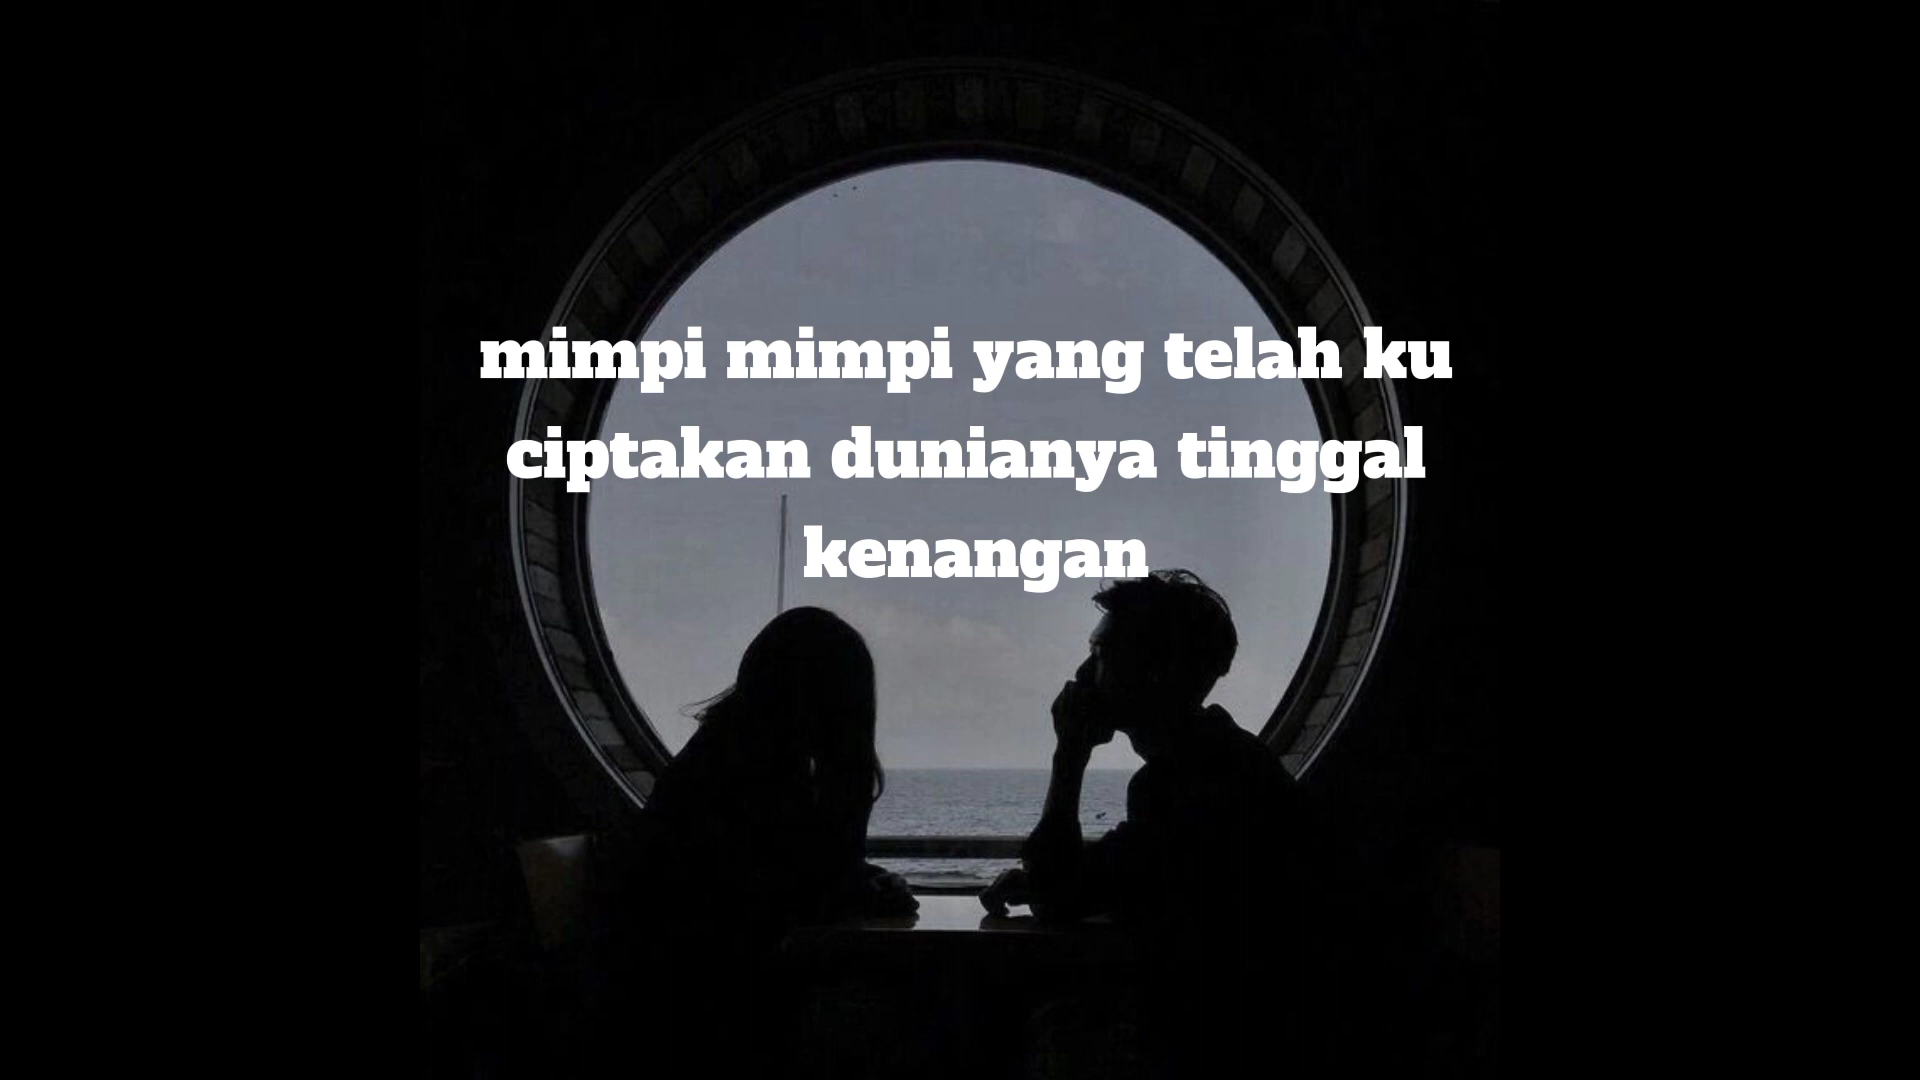 mimpi mimpi yang telah ku
ciptakan dunianya tinggal
kenangan